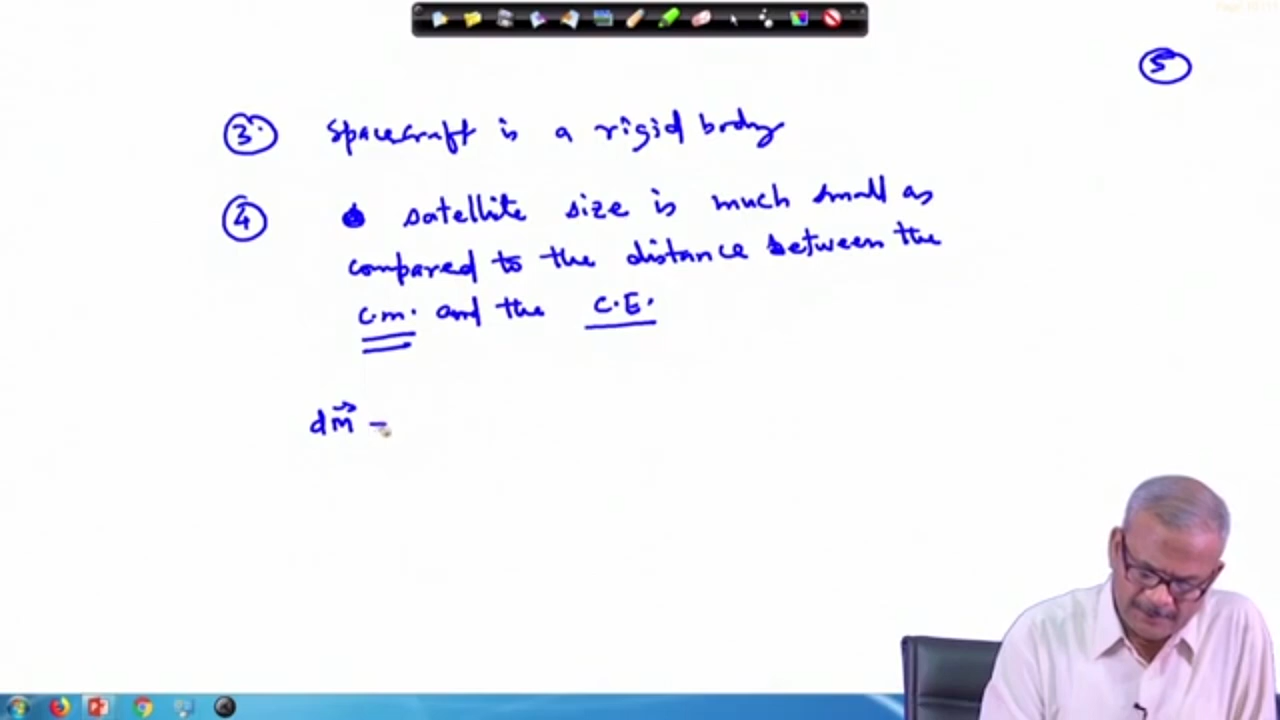 5
3. Spacecraft is a rigid body
4 satellite size is much small as
compared to the distance between the
C.m. and the C.E.
dm⃗ –